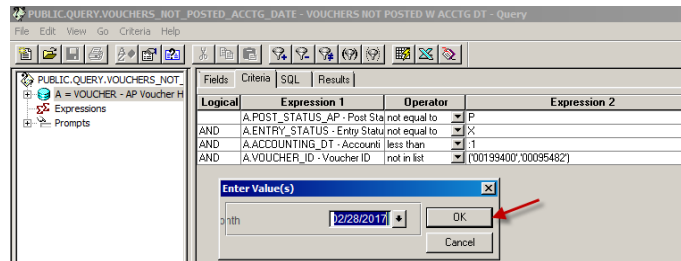 PUBLIC.QUERY.VOUCHERS_NOT_POSTED_ACCTG_DATE - VOUCHERS NOT POSTED W ACCTG DT - Query
File Edit View Go Criteria Help
PUBLIC.QUERY.VOUCHERS_NOT_
A = VOUCHER - AP Voucher H
Expressions
Prompts
Fields Criteria SQL Results
Logical Expression 1 Operator Expression 2
A.POST_STATUS_AP - Post Sta not equal to P
AND A.ENTRY_STATUS - Entry Statu not equal to X
AND A.ACCOUNTING_DT - Accounti less than :1
AND A.VOUCHER_ID - Voucher ID not in list ('00199400','00095482')
Enter Value(s)
onth 02/28/2017 OK
Cancel